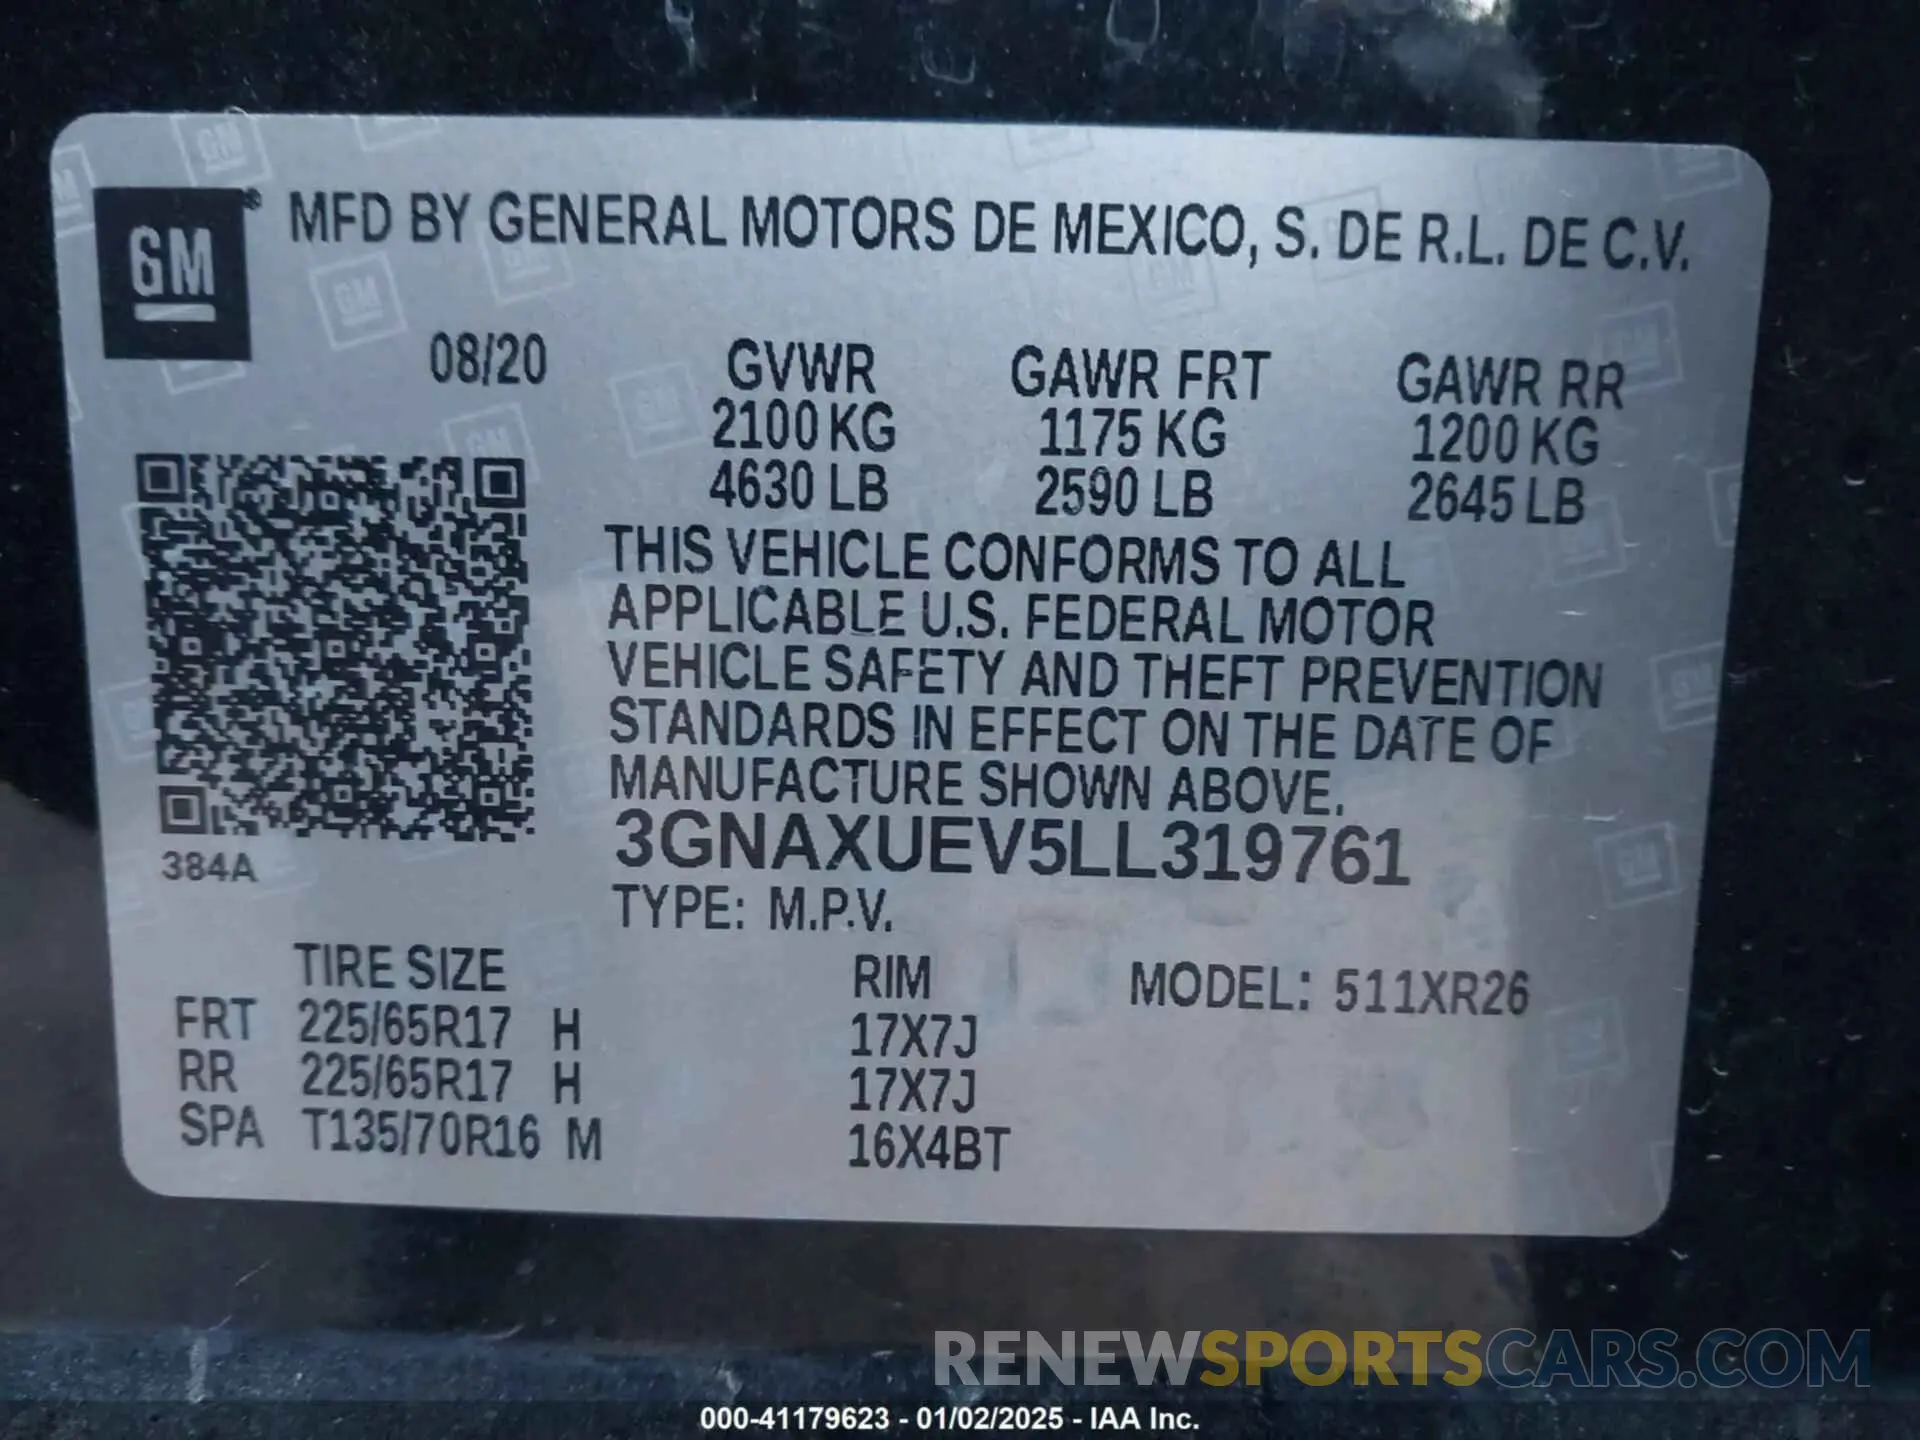 GM® MFD BY GENERAL MOTORS DE MEXICO, S. DE R.L. DE C.V.
08/20 GVWR GAWR FRT GAWR RR
2100 KG 1175 KG 1200 KG
4630 LB 2590 LB 2645 LB
THIS VEHICLE CONFORMS TO ALL
APPLICABLE U.S. FEDERAL MOTOR
VEHICLE SAFETY AND THEFT PREVENTION
STANDARDS IN EFFECT ON THE DATE OF
MANUFACTURE SHOWN ABOVE.
3GNAXUEV5LL319761
384A
TYPE: M.P.V.
TIRE SIZE RIM MODEL: 511XR26
FRT 225/65R17 H 17X7J
RR 225/65R17 H 17X7J
SPA T135/70R16 M 16X4BT
RENEWSPORTSCARS.COM
000-41179623 - 01/02/2025 - IAA Inc.